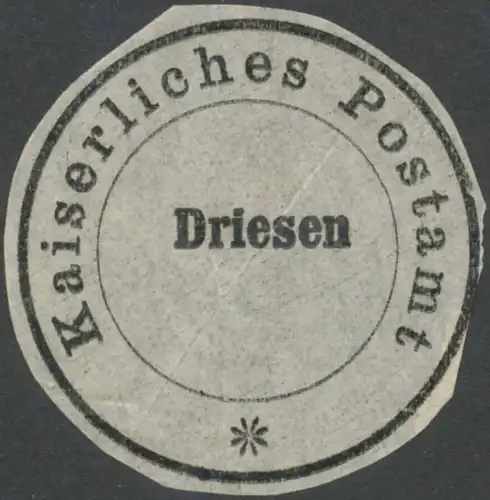 Kaiserliches Postamt
Driesen